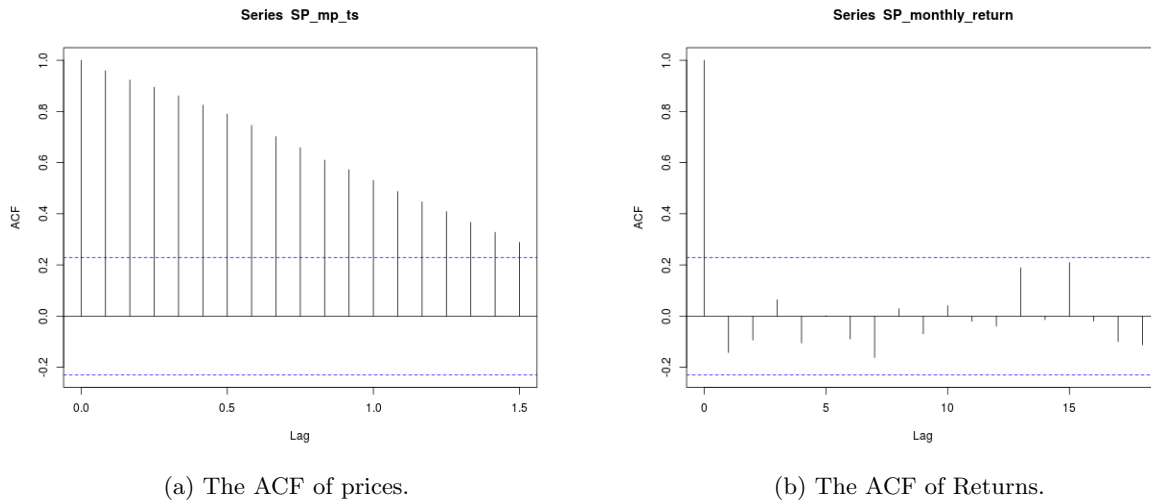 Series SP_mp_ts
ACF
1.0
0.8
0.6
0.4
0.2
0.0
-0.2
0.0 0.5 1.0 1.5
Lag
(a) The ACF of prices.
Series SP_monthly_return
ACF
1.0
0.8
0.6
0.4
0.2
0.0
-0.2
0 5 10 15
Lag
(b) The ACF of Returns.